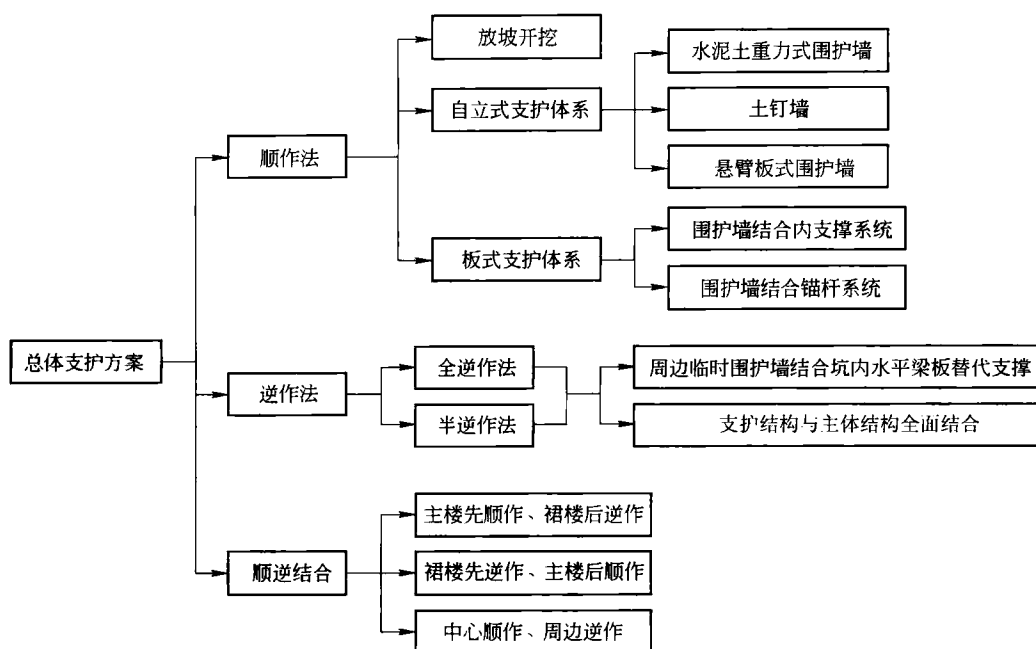 总体支护方案
顺作法
放坡开挖
自立式支护体系
水泥土重力式围护墙
土钉墙
悬臂板式围护墙
板式支护体系
围护墙结合内支撑系统
围护墙结合锚杆系统
逆作法
全逆作法
半逆作法
周边临时围护墙结合坑内水平梁板替代支撑
支护结构与主体结构全面结合
顺逆结合
主楼先顺作、裙楼后逆作
裙楼先逆作、主楼后顺作
中心顺作、周边逆作